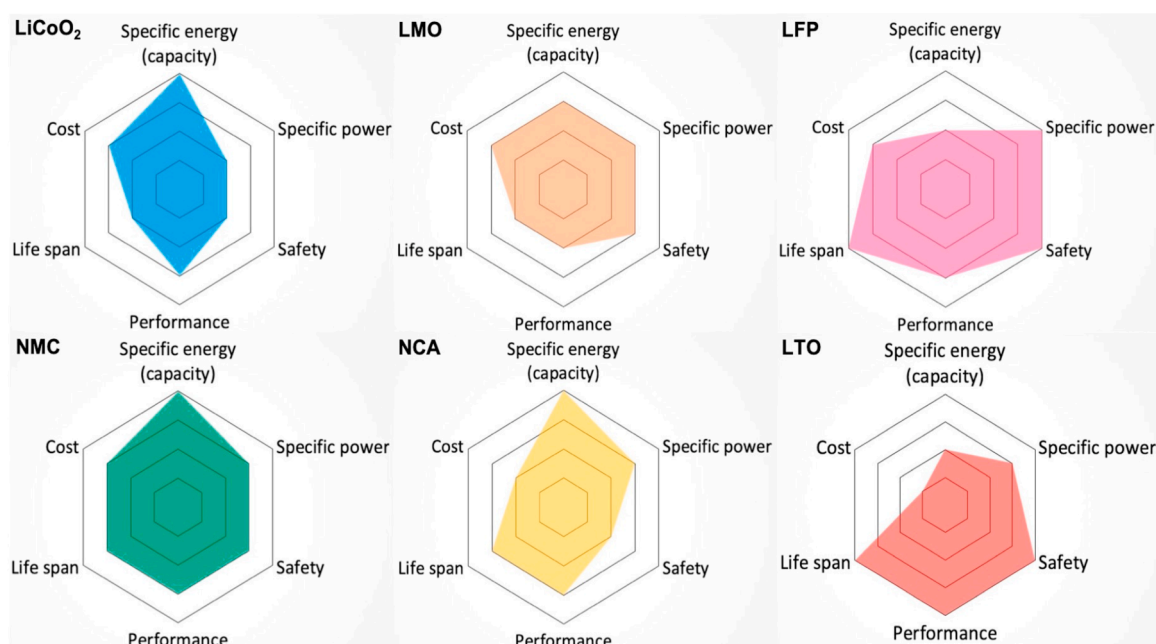 LiCoO₂
Specific energy
(capacity)
Cost
Specific power
Life span
Safety
Performance
LMO
Specific energy
(capacity)
Cost
Specific power
Life span
Safety
Performance
LFP
Specific energy
(capacity)
Cost
Specific power
Life span
Safety
Performance
NMC
Specific energy
(capacity)
Cost
Specific power
Life span
Safety
Performance
NCA
Specific energy
(capacity)
Cost
Specific power
Life span
Safety
Performance
LTO
Specific energy
(capacity)
Cost
Specific power
Life span
Safety
Performance